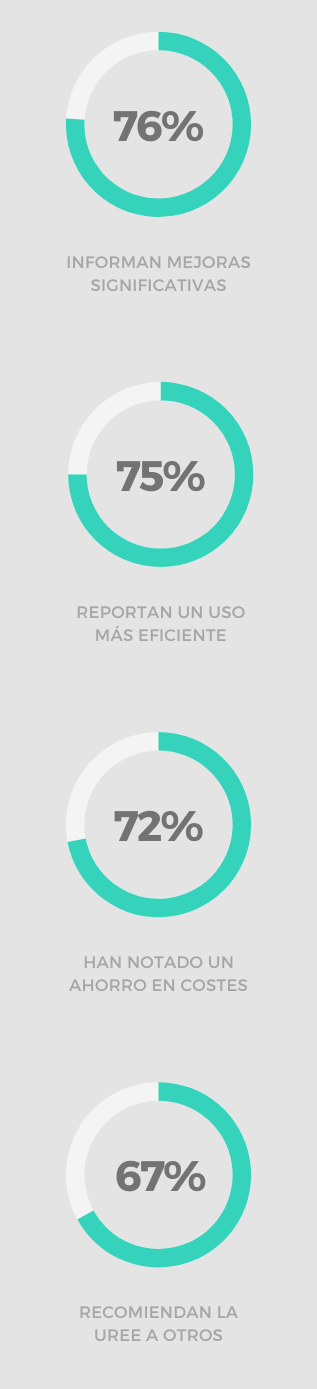 76%
INFORMAN MEJORAS
SIGNIFICATIVAS
75%
REPORTAN UN USO
MÁS EFICIENTE
72%
HAN NOTADO UN
AHORRO EN COSTES
67%
RECOMIENDAN LA
UREE A OTROS